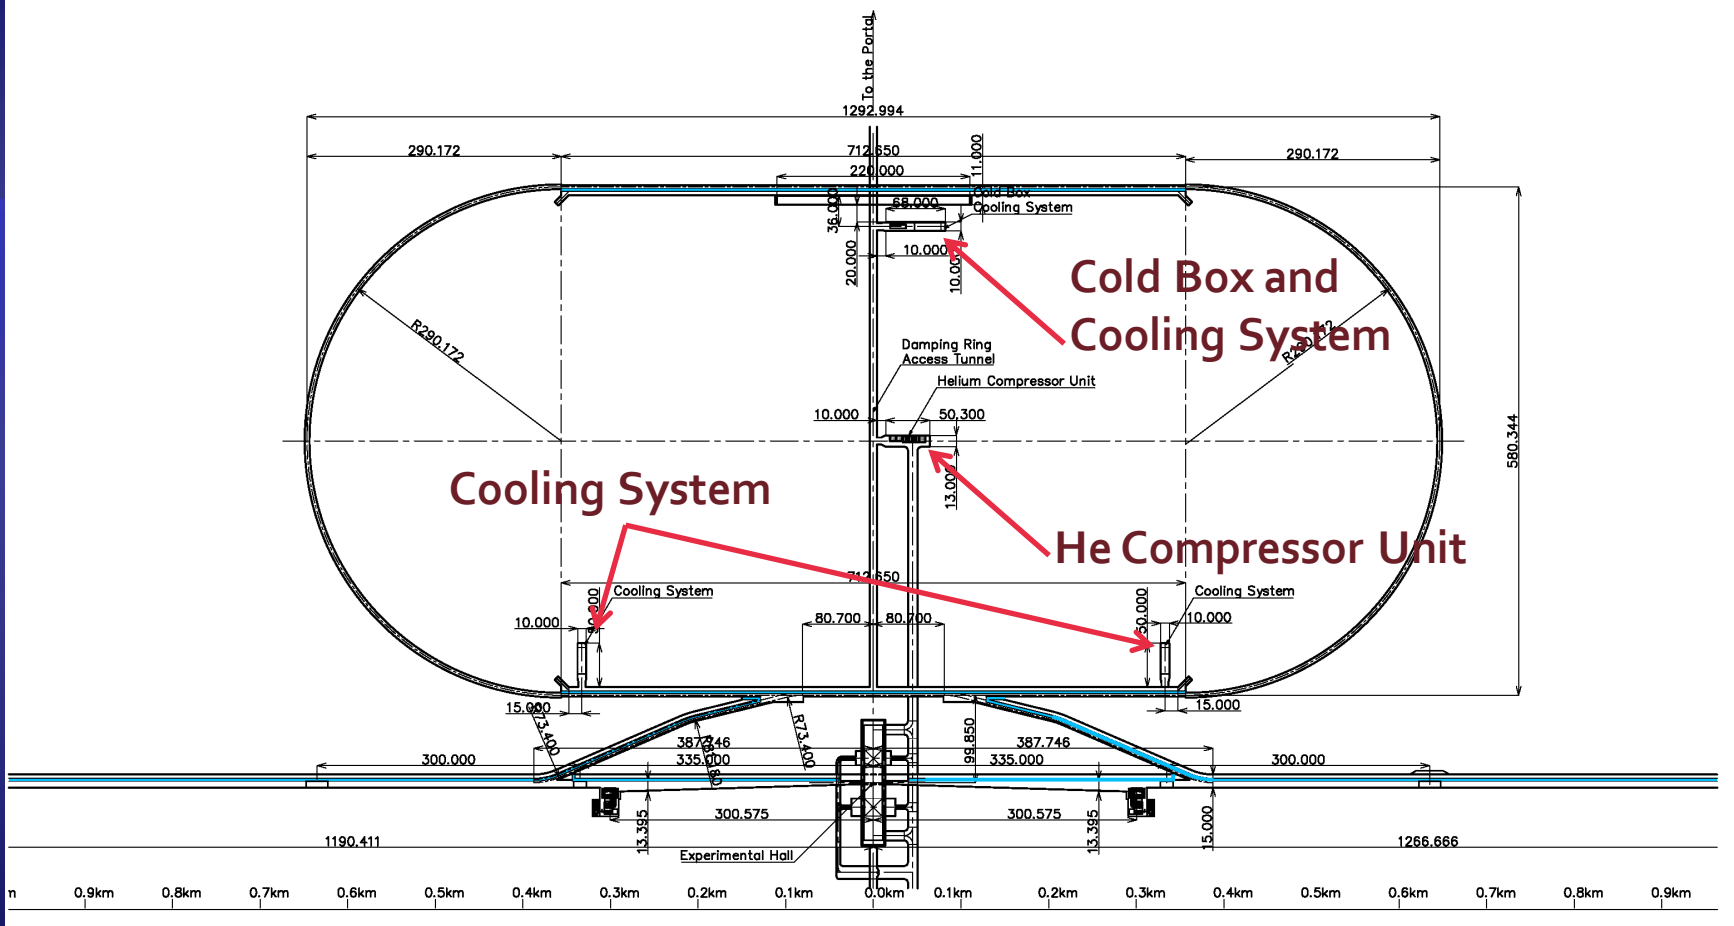 To the Portal
1292.994
290.172
712.650
290.172
220.000
11.000
Cold Box
Cooling System
68.000
36.000
20.000
10.000
10.000
Cold Box and
Cooling System
R290.172
R290.172
Damping Ring
Access Tunnel
Helium Compressor Unit
10.000
50.300
13.000
580.344
Cooling System
He Compressor Unit
712.650
Cooling System
Cooling System
10.000
50.000
10.000
80.700
80.700
15.000
15.000
R73.400
R73.400
387.746
387.746
99.850
300.000
335.000
335.000
300.000
300.575
300.575
13.395
13.395
15.000
1190.411
1266.666
Experimental Hall
0.9km
0.8km
0.7km
0.6km
0.5km
0.4km
0.3km
0.2km
0.1km
0.0km
0.1km
0.2km
0.3km
0.4km
0.5km
0.6km
0.7km
0.8km
0.9km